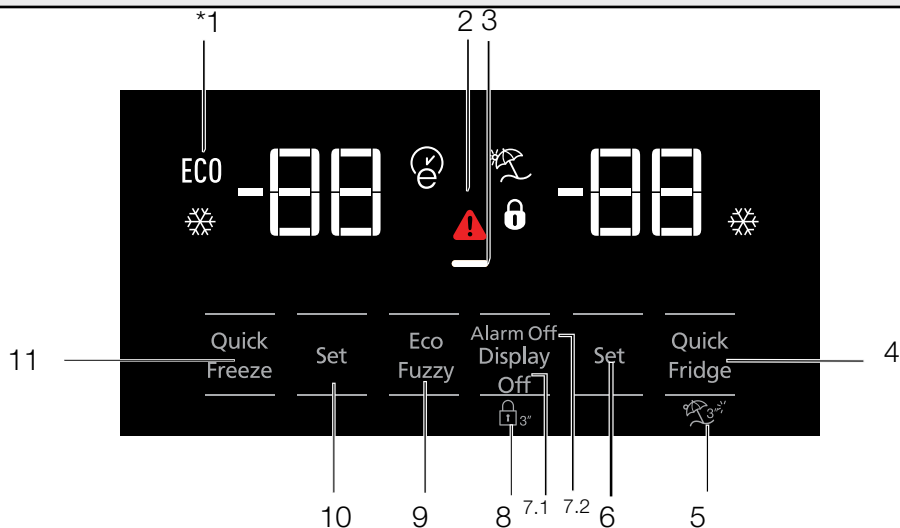 *1 2 3
ECO -88 e -88
Quick Freeze
Set
Eco Fuzzy
Alarm Off
Display Off
Set
Quick Fridge
3"
3"
11
4
10 9 8 7.1 7.2 6 5